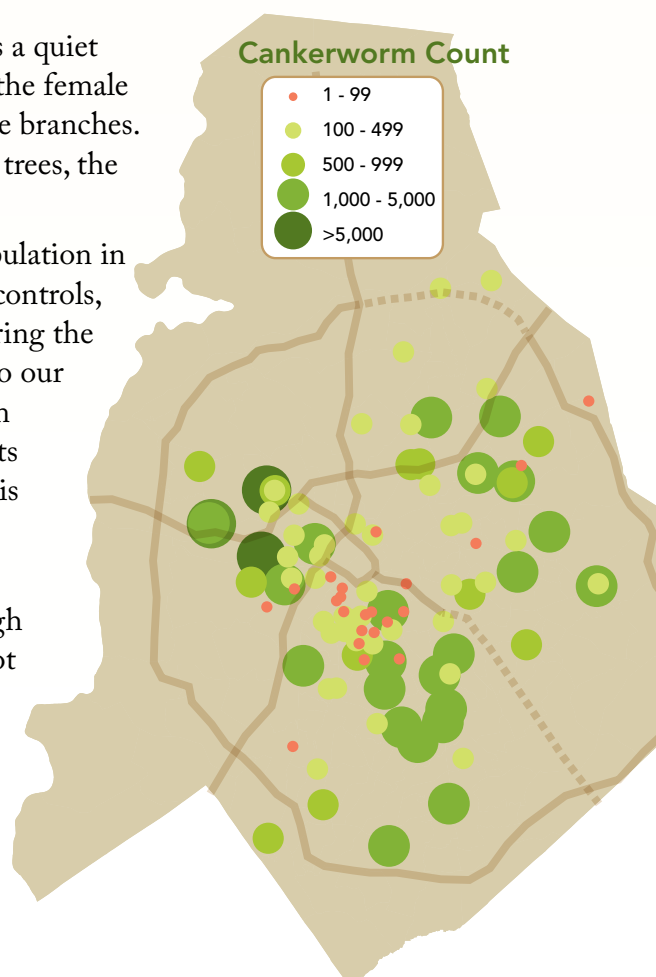 s a quiet
the female
e branches.
trees, the
ulation in
controls,
ring the
o our
n
ts
is
gh
ot
Cankerworm Count
1 - 99
100 - 499
500 - 999
1,000 - 5,000
>5,000